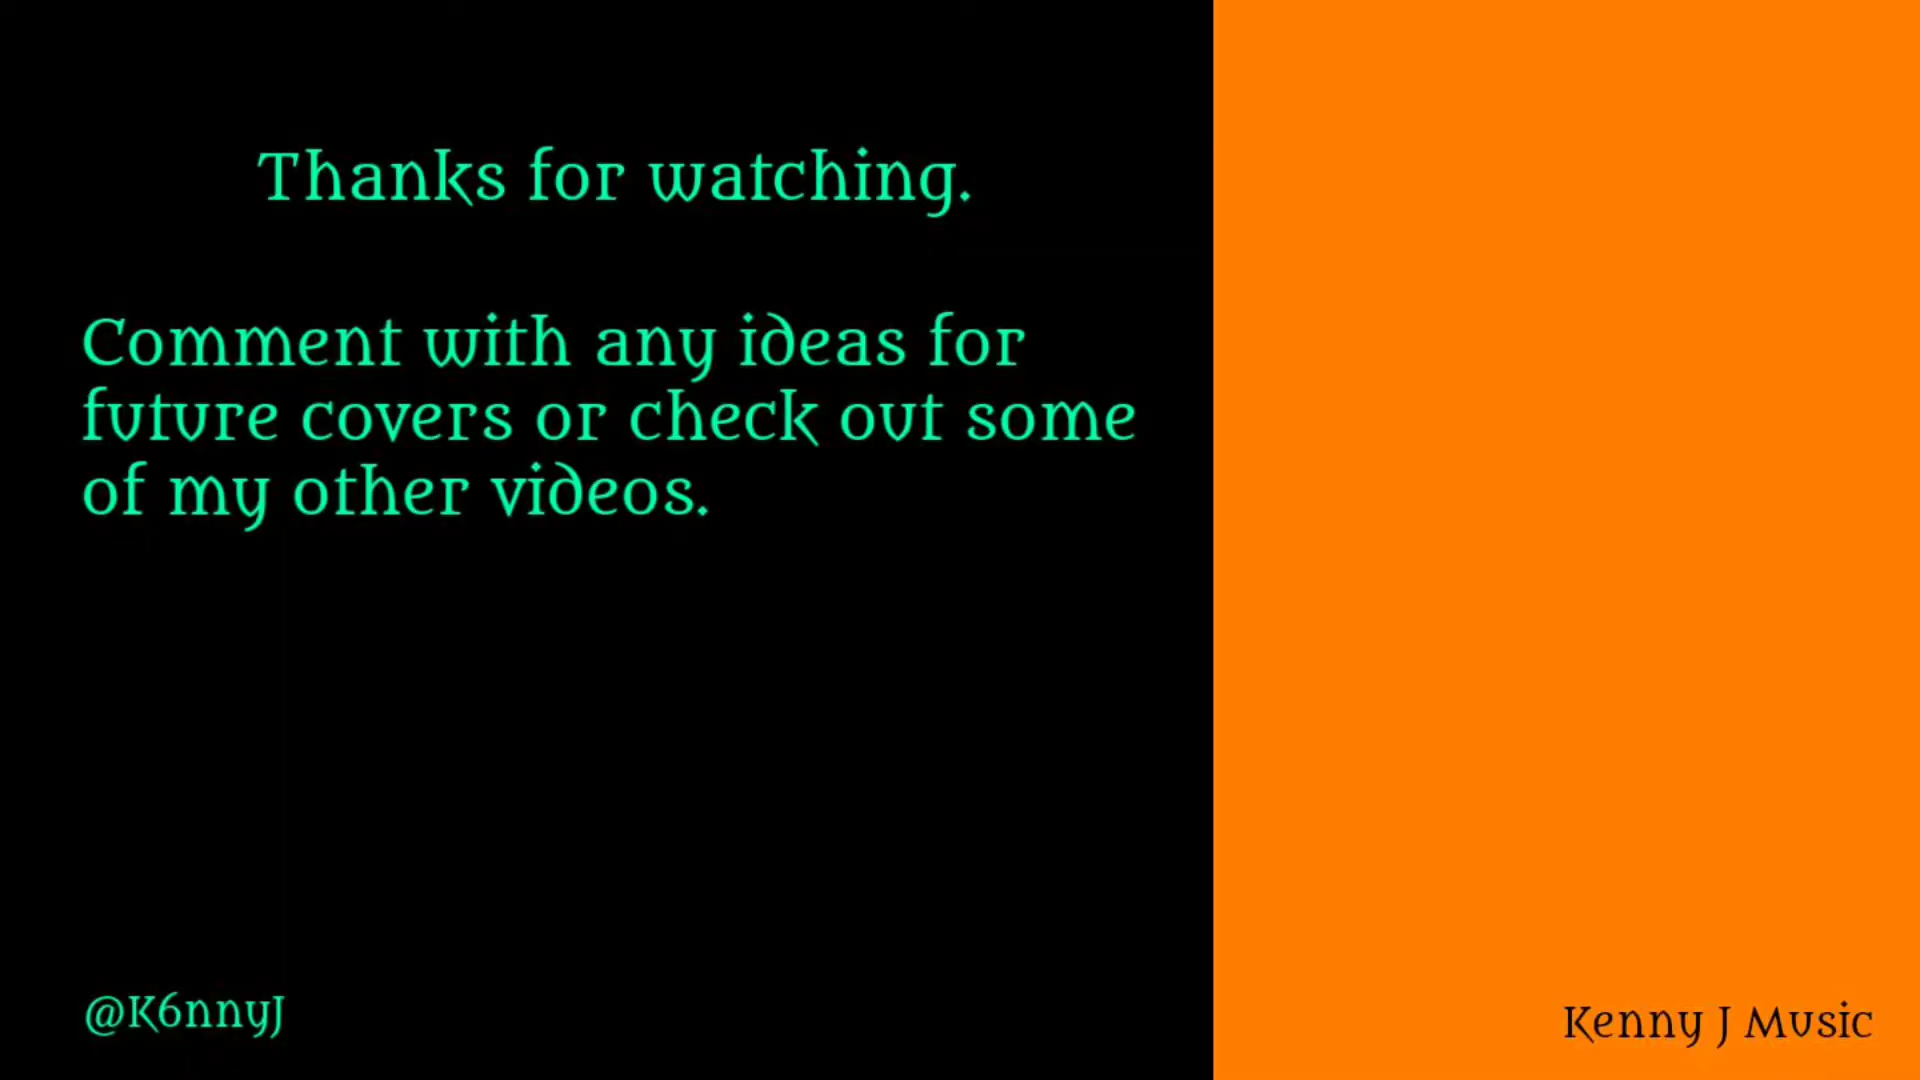 Thanks for watching.
Comment with any ideas for
future covers or check out some
of my other videos.
@K6nnyJ
Kenny J Music